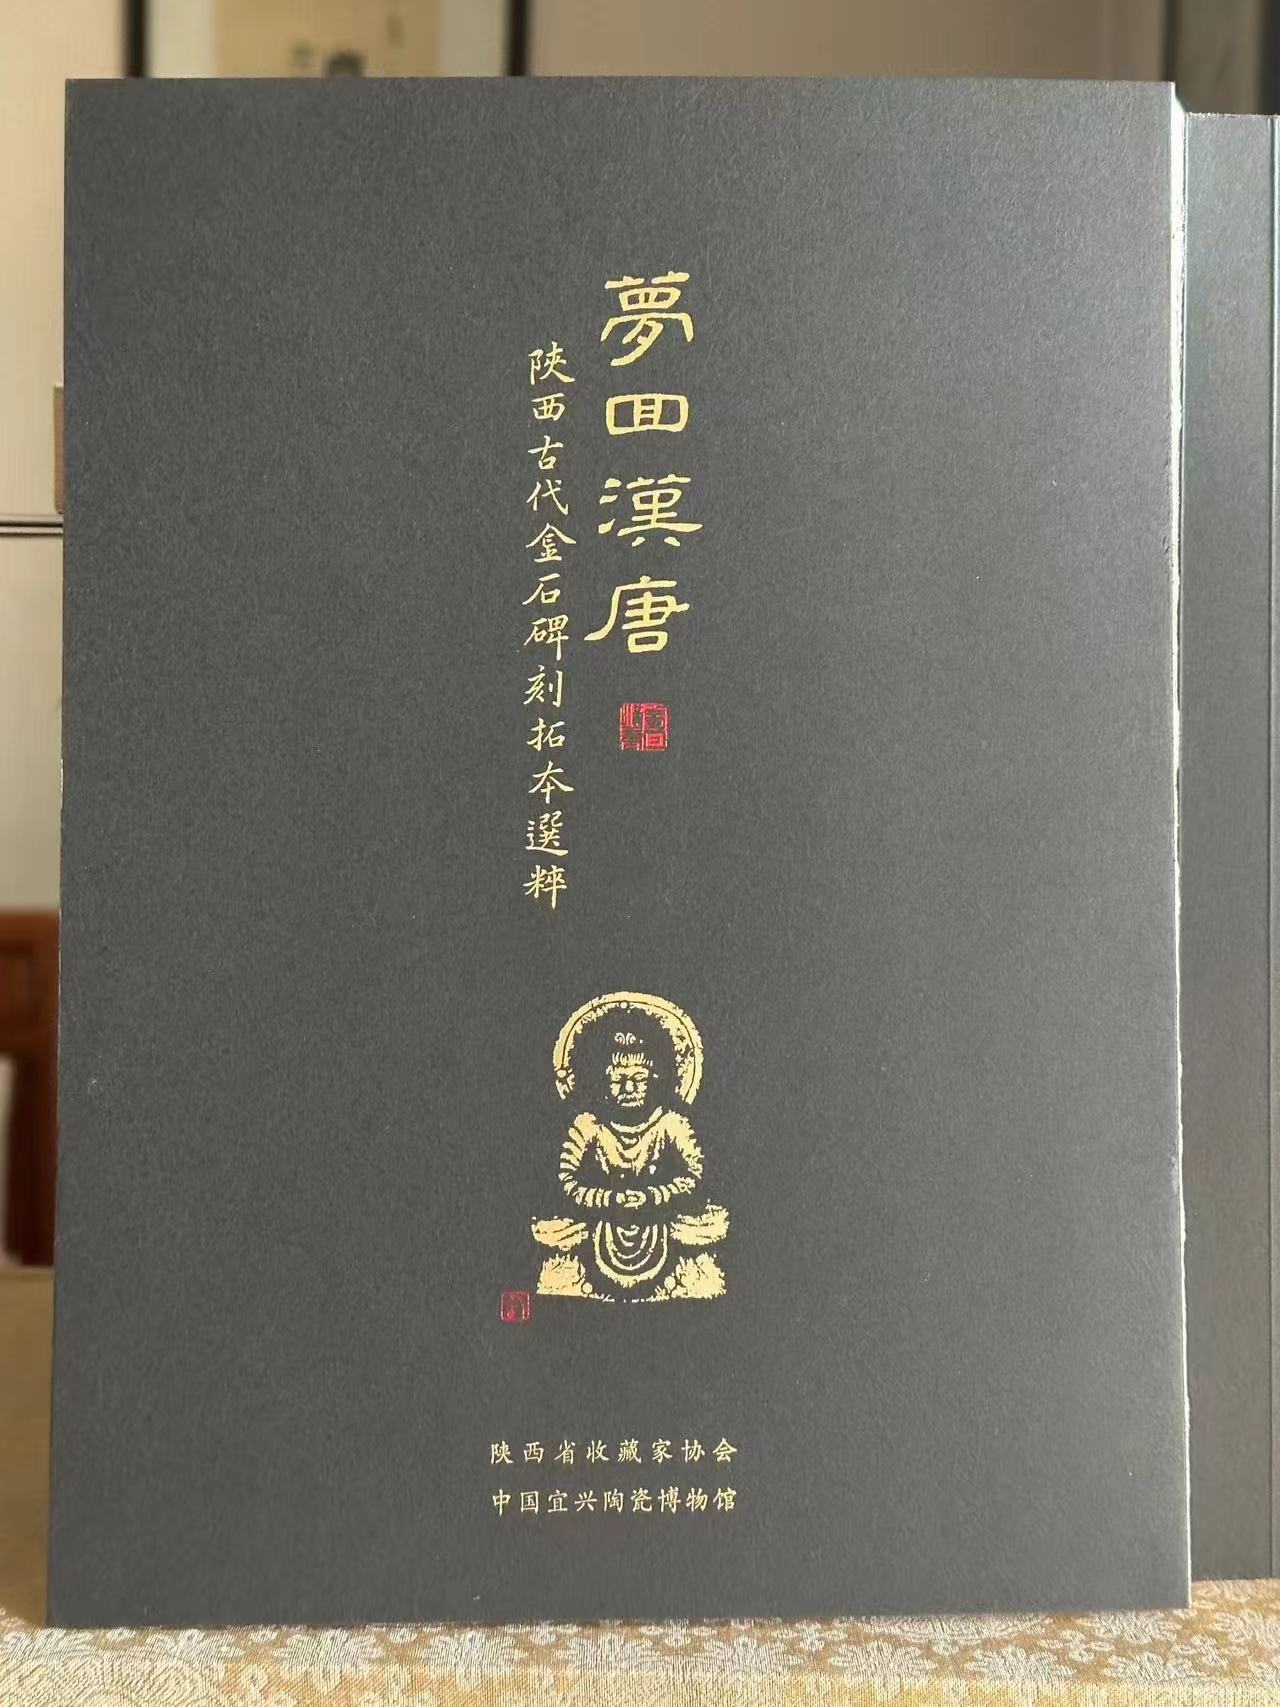 夢回漢唐
陝西古代金石碑刻拓本選粹
陕西省收藏家协会
中国宜兴陶瓷博物馆